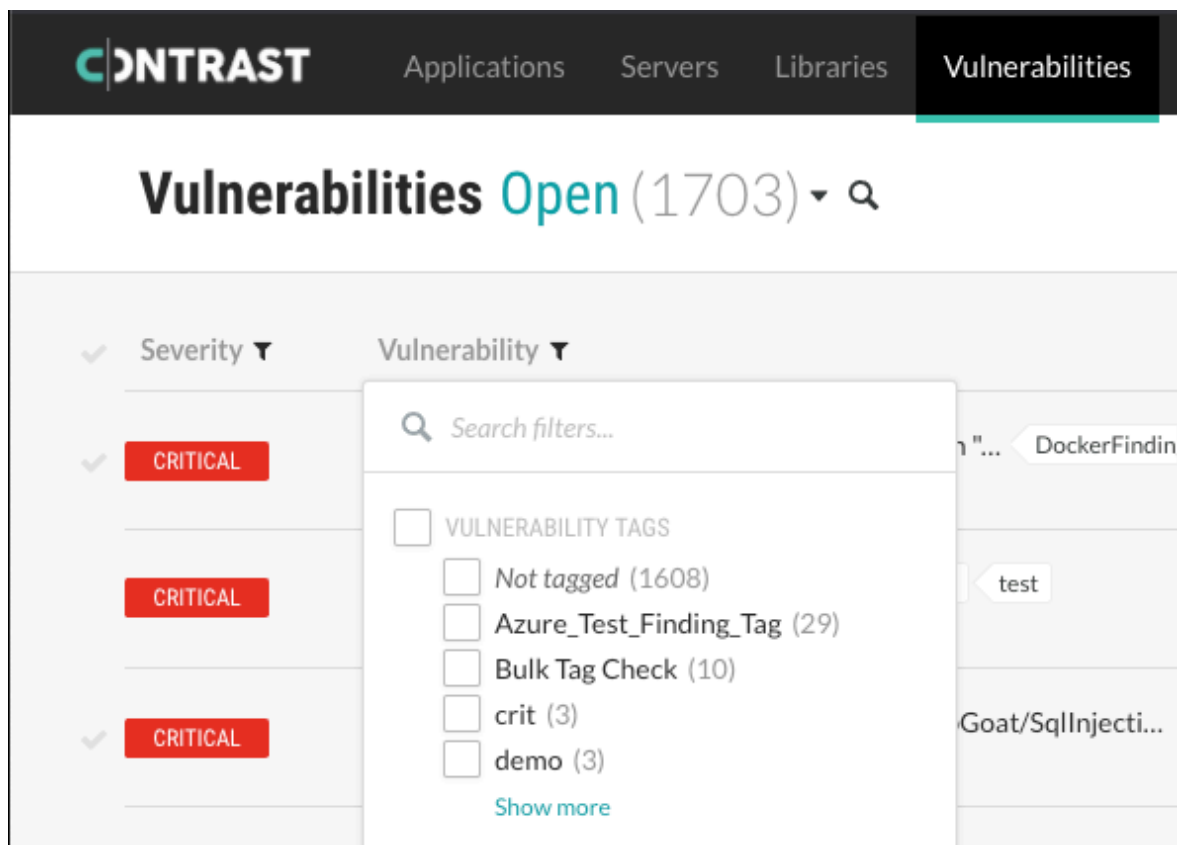 CONTRAST Applications Servers Libraries Vulnerabilities
Vulnerabilities Open (1703)
Severity Vulnerability
Search filters...
CRITICAL
"... DockerFindin
VULNERABILITY TAGS
Not tagged (1608)
CRITICAL
test
Azure_Test_Finding_Tag (29)
Bulk Tag Check (10)
crit (3)
CRITICAL
Goat/SqlInjecti...
demo (3)
Show more